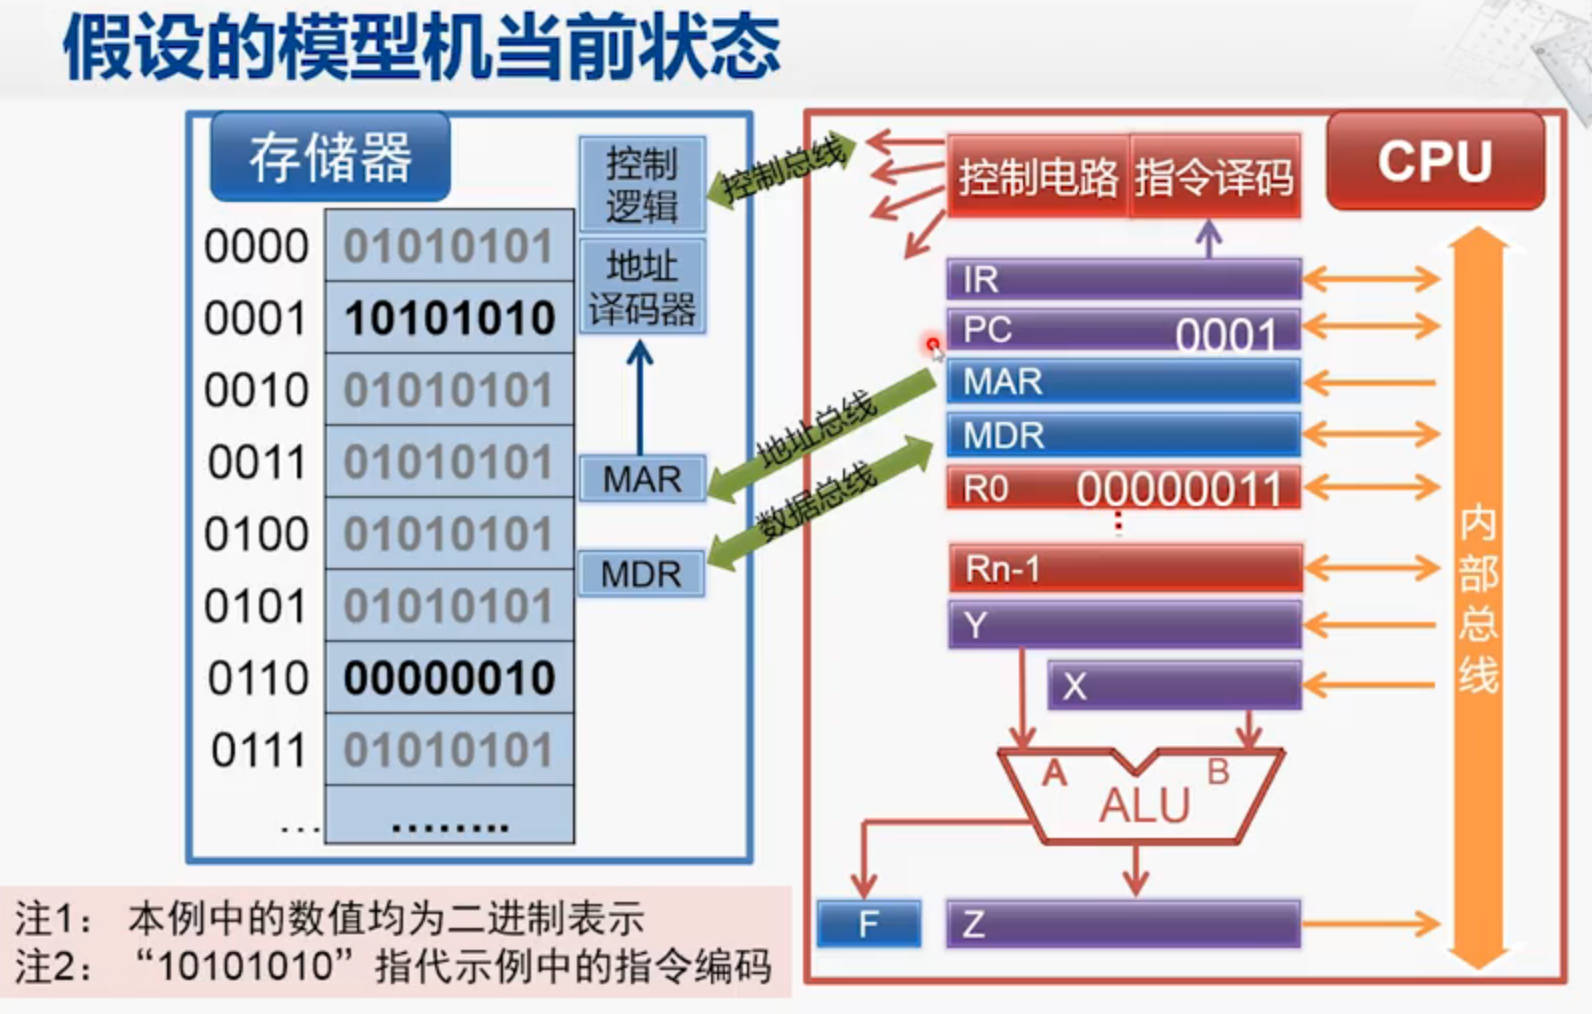 假设的模型机当前状态
存储器
0000 01010101
0001 10101010
0010 01010101
0011 01010101
0100 01010101
0101 01010101
0110 00000010
0111 01010101
... ........
控制
逻辑
地址
译码器
MAR
MDR
控制总线
地址总线
数据总线
CPU
控制电路 指令译码
IR
PC 0001
MAR
MDR
R0 00000011
Rn-1
Y
X
A B
ALU
F
Z
内部总线
注1： 本例中的数值均为二进制表示
注2： “10101010”指代示例中的指令编码